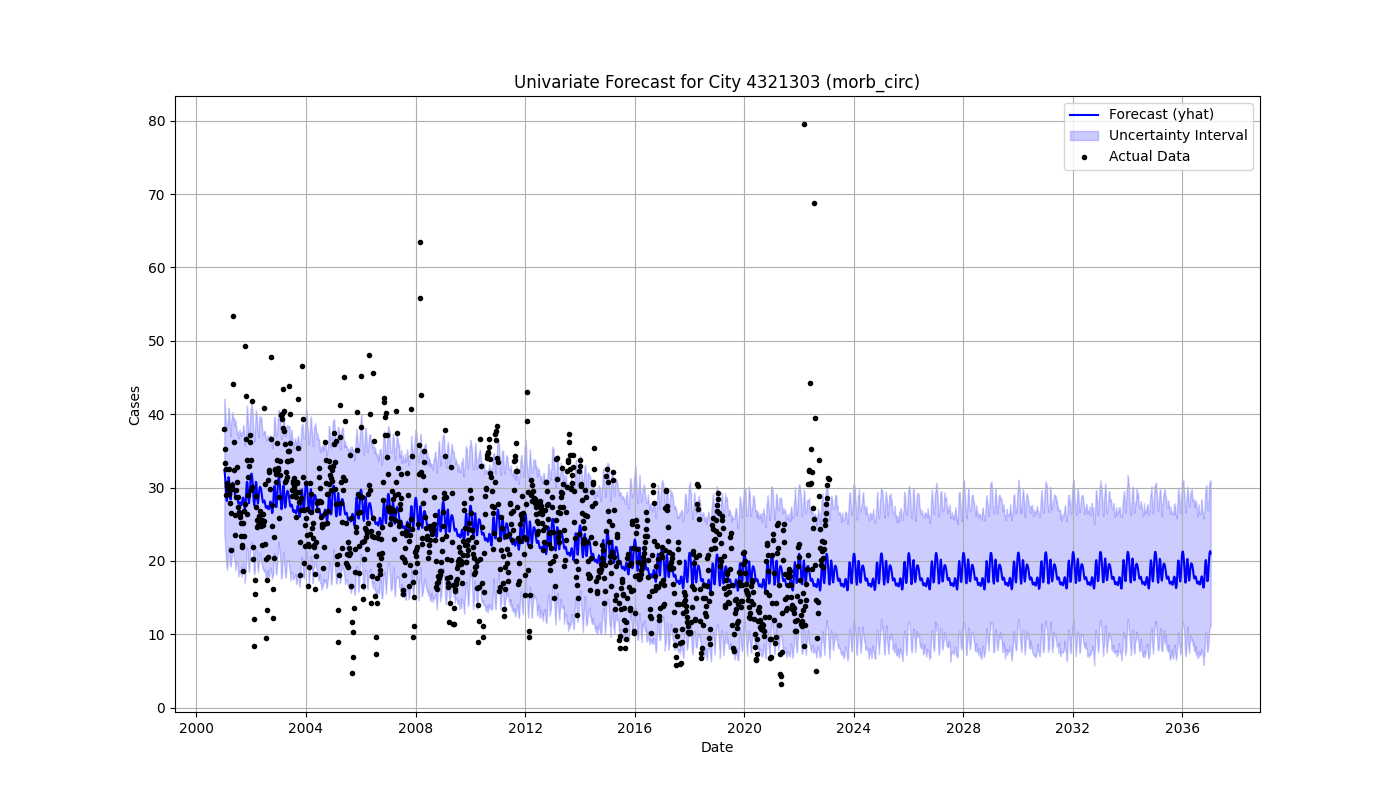 Univariate Forecast for City 4321303 (morb_circ)
Forecast (yhat)
Uncertainty Interval
Actual Data
Cases
80
70
60
50
40
30
20
10
0
2000 2004 2008 2012 2016 2020 2024 2028 2032 2036
Date